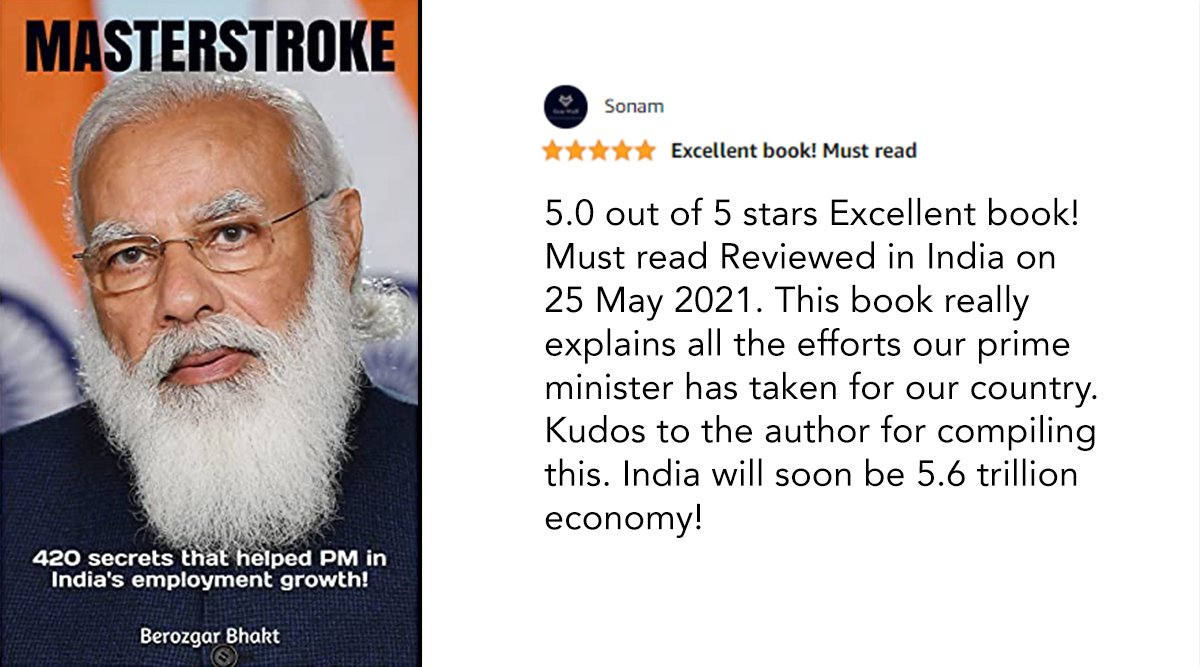 MASTERSTROKE
420 secrets that helped PM in
India's employment growth!
Berozgar Bhakt
Sonam
Excellent book! Must read
5.0 out of 5 stars Excellent book!
Must read Reviewed in India on
25 May 2021. This book really
explains all the efforts our prime
minister has taken for our country.
Kudos to the author for compiling
this. India will soon be 5.6 trillion
economy!